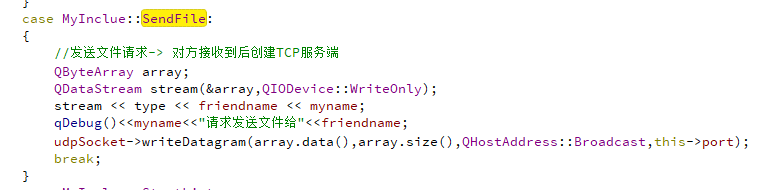 }
case MyInclue::SendFile:
{
//发送文件请求-> 对方接收到后创建TCP服务端
QByteArray array;
QDataStream stream(&array,QIODevice::WriteOnly);
stream << type << friendname << myname;
qDebug()<<myname<<"请求发送文件给"<<friendname;
udpSocket->writeDatagram(array.data(),array.size(),QHostAddress::Broadcast,this->port);
break;
}